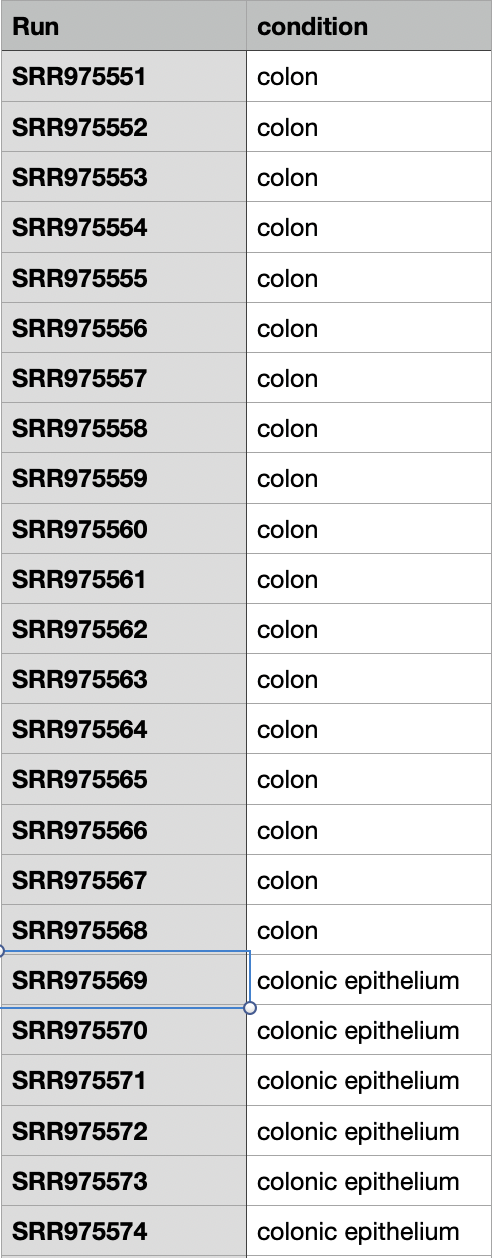 Run condition
SRR975551 colon
SRR975552 colon
SRR975553 colon
SRR975554 colon
SRR975555 colon
SRR975556 colon
SRR975557 colon
SRR975558 colon
SRR975559 colon
SRR975560 colon
SRR975561 colon
SRR975562 colon
SRR975563 colon
SRR975564 colon
SRR975565 colon
SRR975566 colon
SRR975567 colon
SRR975568 colon
SRR975569 colonic epithelium
SRR975570 colonic epithelium
SRR975571 colonic epithelium
SRR975572 colonic epithelium
SRR975573 colonic epithelium
SRR975574 colonic epithelium